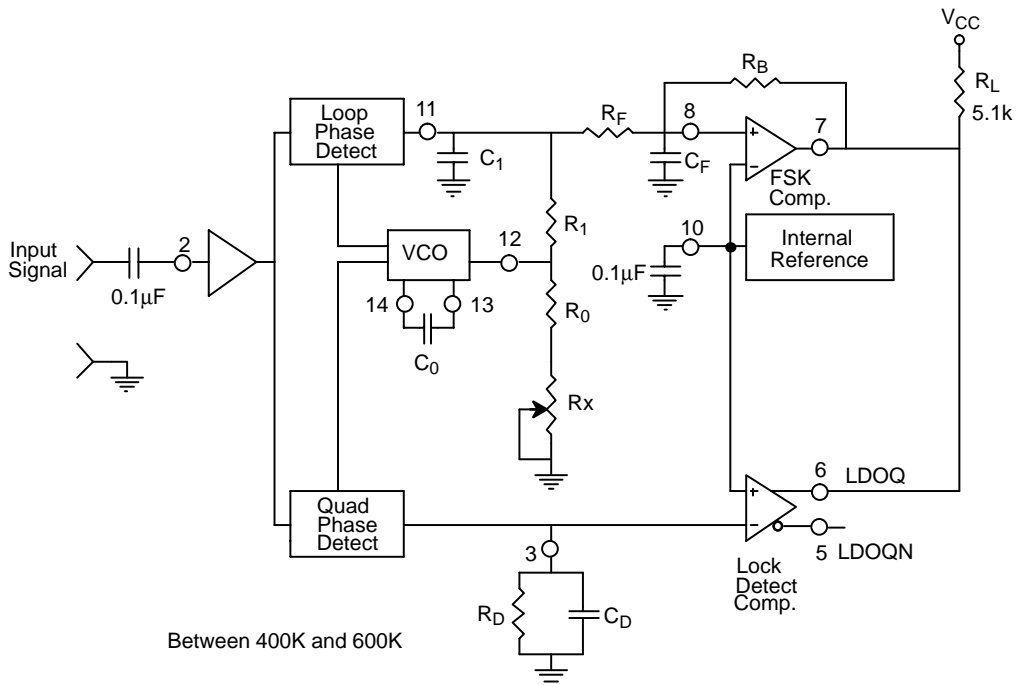 V_CC
R_B
R_L
5.1k
Loop
Phase
Detect
11
R_F
8
7
C_1
C_F
+
−
FSK
Comp.
R_1
Input
Signal
2
0.1μF
VCO
12
10
Internal
Reference
0.1μF
14
13
C_0
R_0
Rx
Quad
Phase
Detect
+
−
6
LDOQ
5
LDOQN
3
Lock
Detect
Comp.
R_D
C_D
Between 400K and 600K